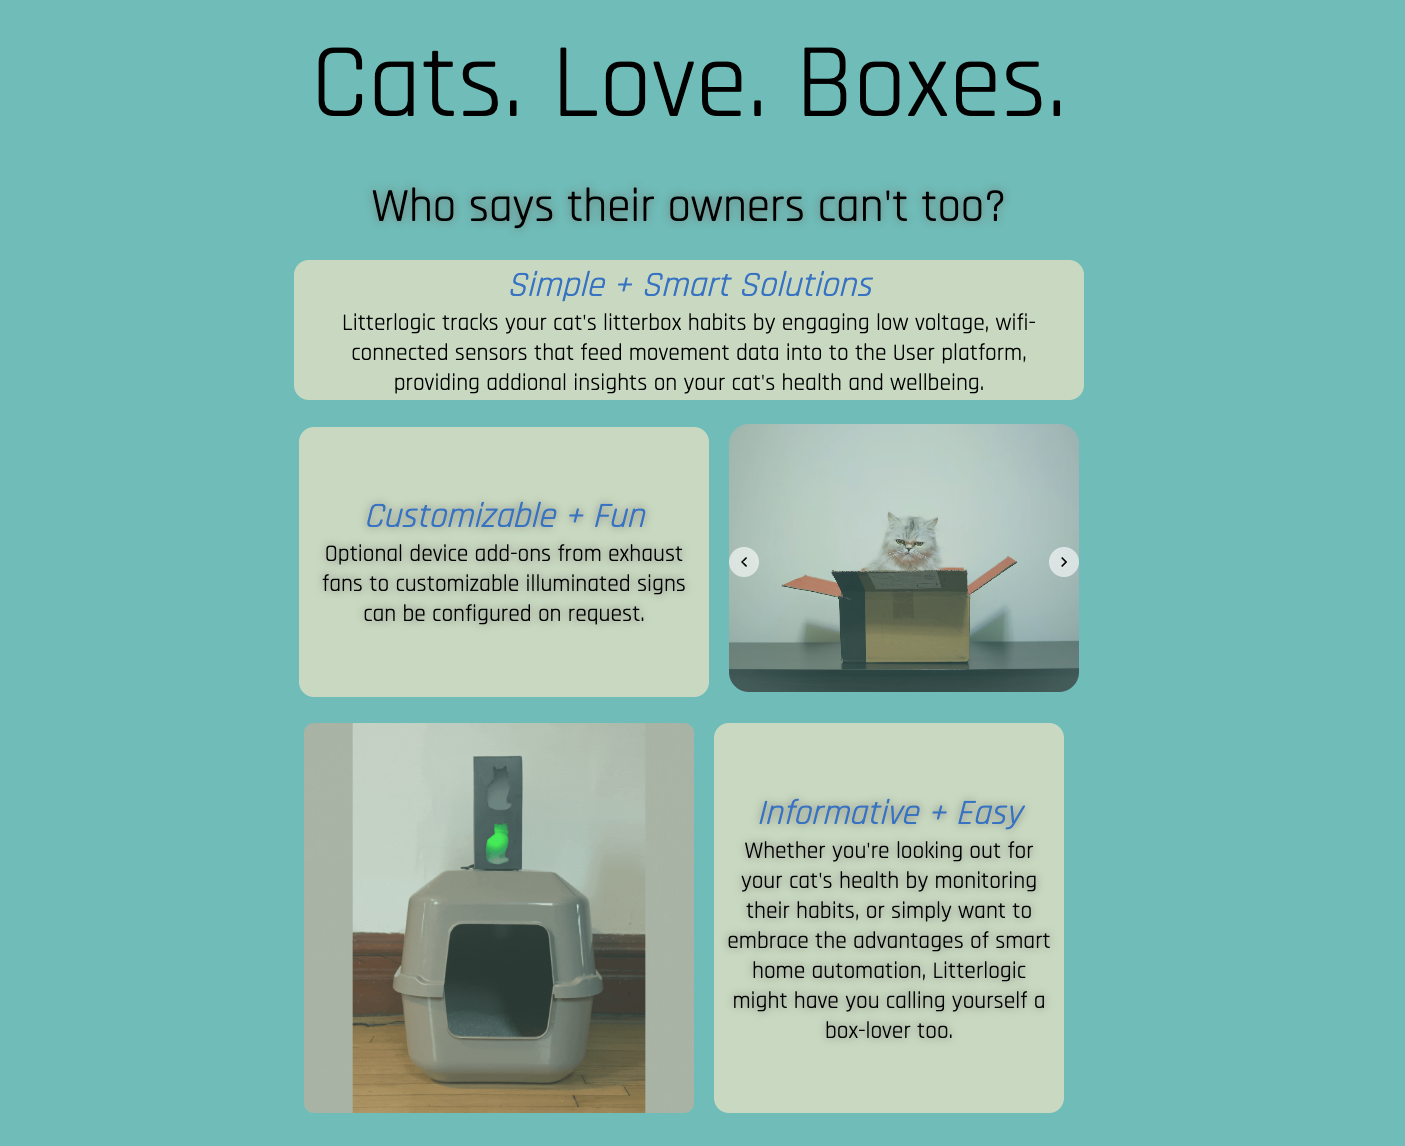 Cats. Love. Boxes.
Who says their owners can't too?
Simple + Smart Solutions
Litterlogic tracks your cat's litterbox habits by engaging low voltage, wifi-
connected sensors that feed movement data into to the User platform,
providing addional insights on your cat's health and wellbeing.
Customizable + Fun
Optional device add-ons from exhaust
fans to customizable illuminated signs
can be configured on request.
Informative + Easy
Whether you're looking out for
your cat's health by monitoring
their habits, or simply want to
embrace the advantages of smart
home automation, Litterlogic
might have you calling yourself a
box-lover too.